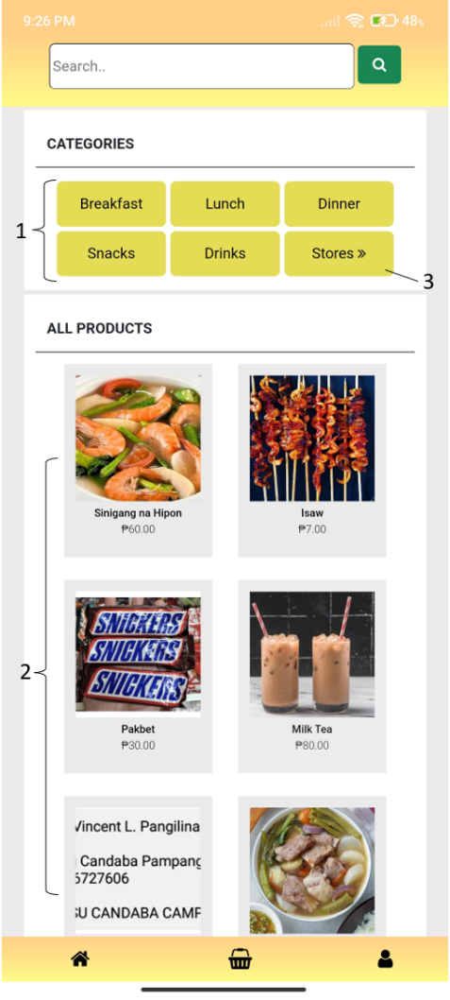 9:26 PM
48%
Search..
CATEGORIES
1
Breakfast
Lunch
Dinner
Snacks
Drinks
Stores »
3
ALL PRODUCTS
Sinigang na Hipon
₱60.00
Isaw
₱7.00
2
SNICKERS
SNICKERS
SNICKERS
Pakbet
₱30.00
Milk Tea
₱80.00
Vincent L. Pangilina
Candaba Pampang
6727606
SU CANDABA CAMP